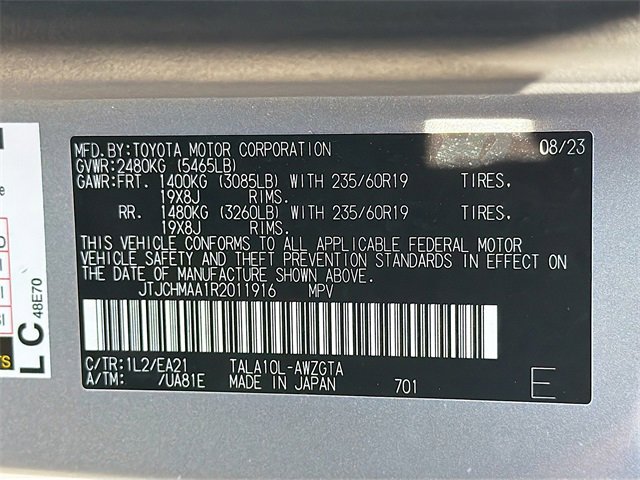 MFD.BY:TOYOTA MOTOR CORPORATION 08/23
GVWR:2480KG (5465LB)
GAWR:FRT. 1400KG (3085LB) WITH 235/60R19 TIRES.
19X8J RIMS.
RR. 1480KG (3260LB) WITH 235/60R19 TIRES.
19X8J RIMS.
THIS VEHICLE CONFORMS TO ALL APPLICABLE FEDERAL MOTOR
VEHICLE SAFETY AND THEFT PREVENTION STANDARDS IN EFFECT ON
THE DATE OF MANUFACTURE SHOWN ABOVE.
JTJCHMAA1R2011916 MPV
C/TR:1L2/EA21 TALA10L-AWZGTA
A/TM: /UA81E MADE IN JAPAN 701 E
LC
48E70